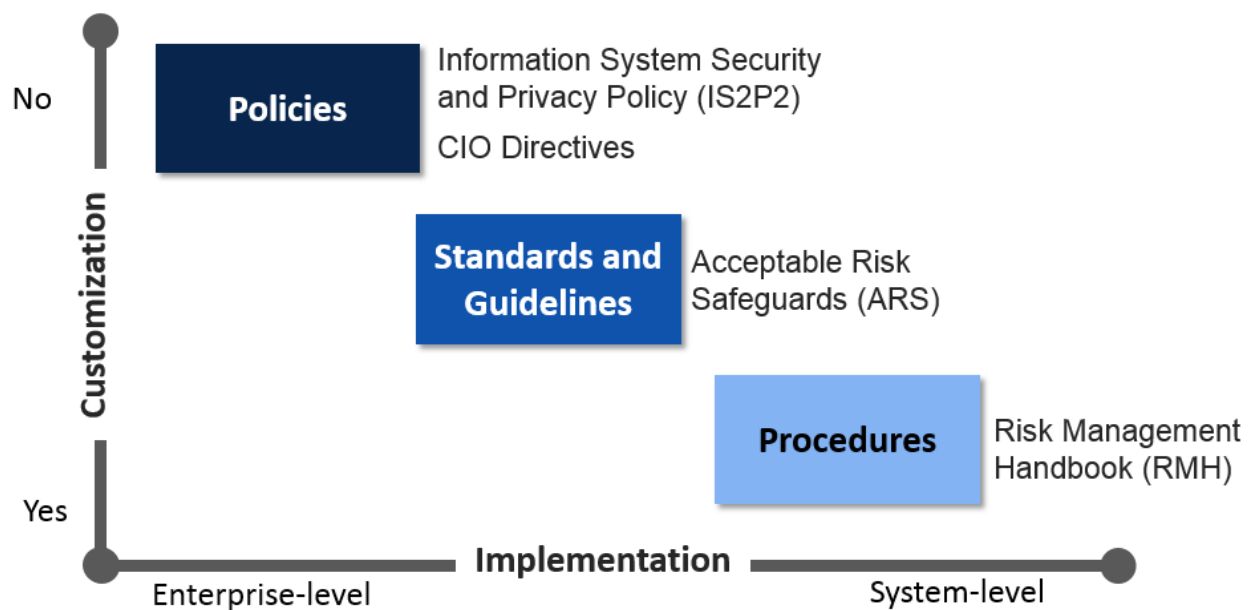 No
Policies
Information System Security
and Privacy Policy (IS2P2)
CIO Directives
Customization
Standards and
Guidelines
Acceptable Risk
Safeguards (ARS)
Procedures
Risk Management
Handbook (RMH)
Yes
Implementation
Enterprise-level
System-level